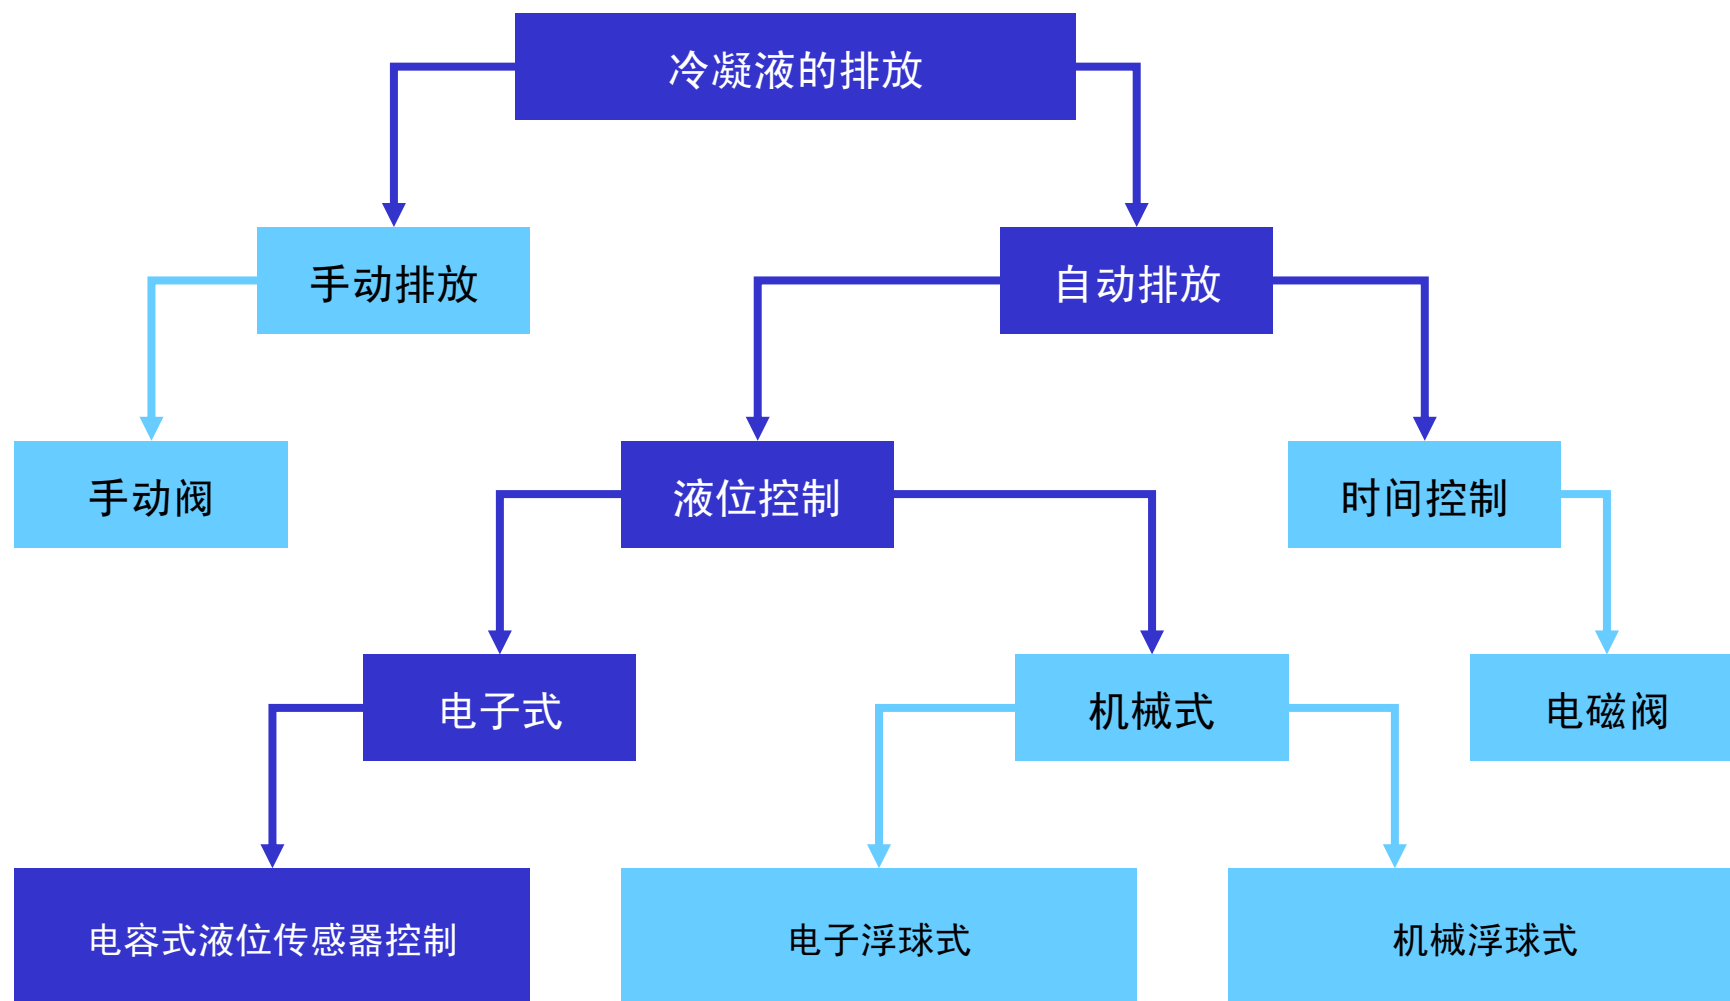 冷凝液的排放
手动排放
自动排放
手动阀
液位控制
时间控制
电子式
机械式
电磁阀
电容式液位传感器控制
电子浮球式
机械浮球式